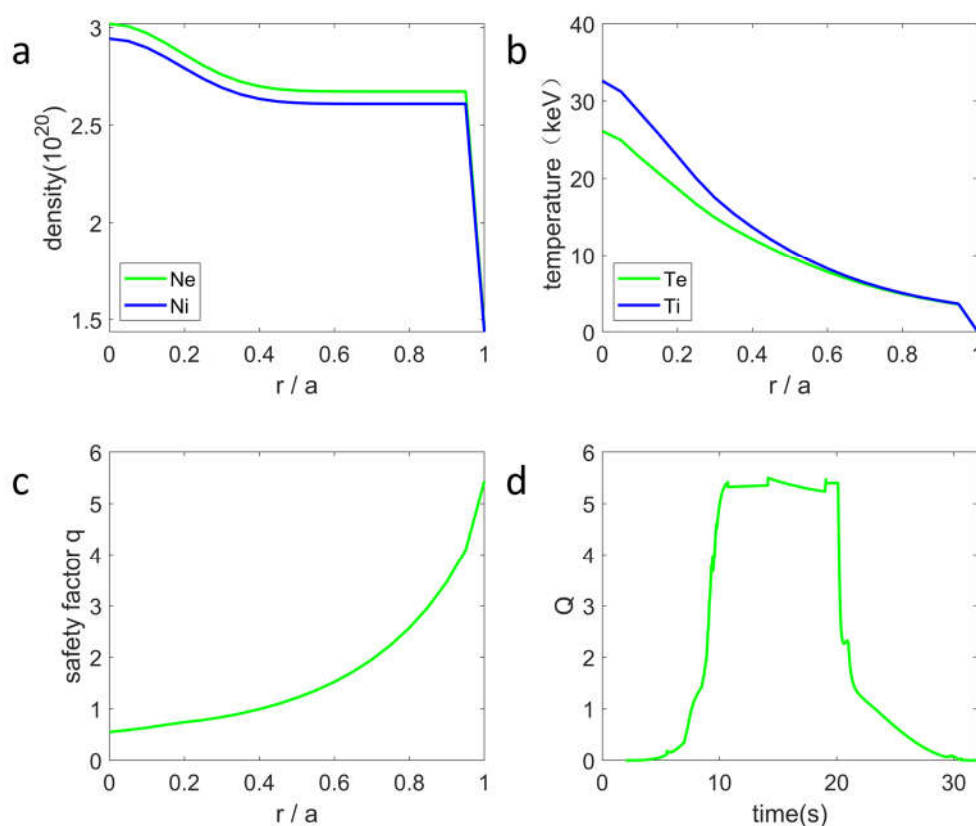 a
density(10^20)
3
2.5
2
1.5
Ne
Ni
0 0.2 0.4 0.6 0.8 1
r / a
b
temperature（keV）
40
30
20
10
0
Te
Ti
0 0.2 0.4 0.6 0.8 1
r / a
c
safety factor q
6
5
4
3
2
1
0
0 0.2 0.4 0.6 0.8 1
r / a
d
Q
6
5
4
3
2
1
0
0 10 20 30
time(s)